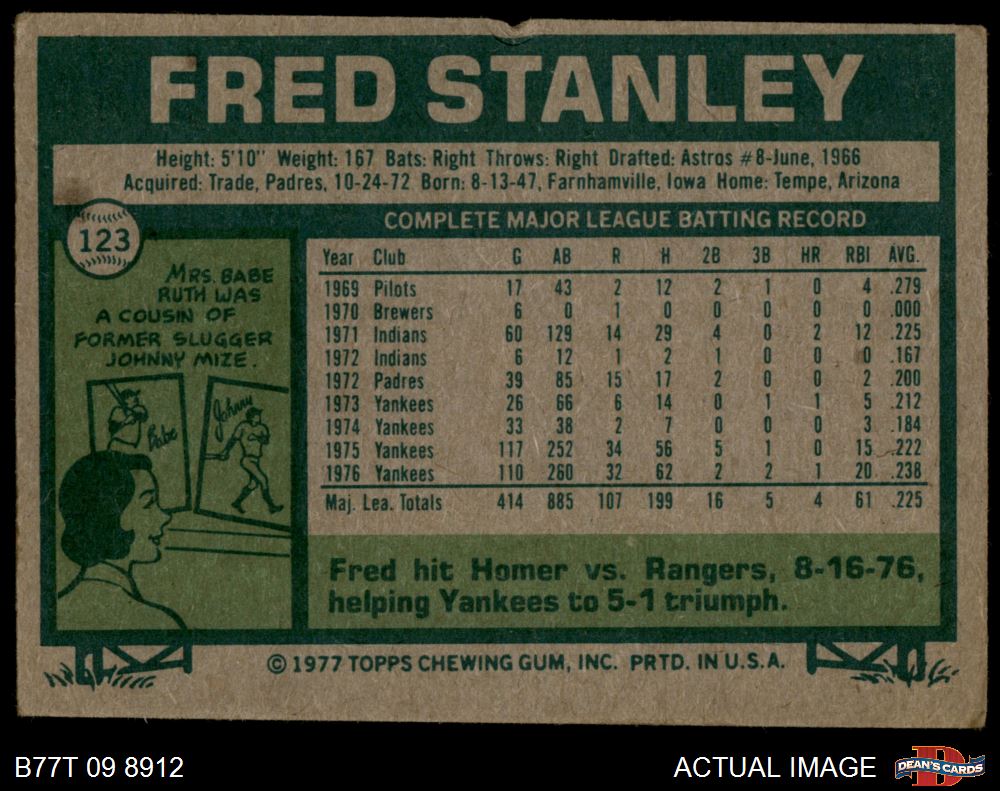 FRED STANLEY
Height: 5'10" Weight: 167 Bats: Right Throws: Right Drafted: Astros #8-June, 1966
Acquired: Trade, Padres, 10-24-72 Born: 8-13-47, Farnhamville, Iowa Home: Tempe, Arizona
123
MRS. BABE
RUTH WAS
A COUSIN OF
FORMER SLUGGER
JOHNNY MIZE.
Babe
Johnny
COMPLETE MAJOR LEAGUE BATTING RECORD
Year Club G AB R H 2B 3B HR RBI AVG.
1969 Pilots 17 43 2 12 2 1 0 4 .279
1970 Brewers 6 0 1 0 0 0 0 0 .000
1971 Indians 60 129 14 29 4 0 2 12 .225
1972 Indians 6 12 1 2 1 0 0 0 .167
1972 Padres 39 85 15 17 2 0 0 2 .200
1973 Yankees 26 66 6 14 0 1 1 5 .212
1974 Yankees 33 38 2 7 0 0 0 3 .184
1975 Yankees 117 252 34 56 5 1 0 15 .222
1976 Yankees 110 260 32 62 2 2 1 20 .238
Maj. Lea. Totals 414 885 107 199 16 5 4 61 .225
Fred hit Homer vs. Rangers, 8-16-76,
helping Yankees to 5-1 triumph.
© 1977 TOPPS CHEWING GUM, INC. PRTD. IN U.S.A.
B77T 09 8912
ACTUAL IMAGE
DEAN'S CARDS